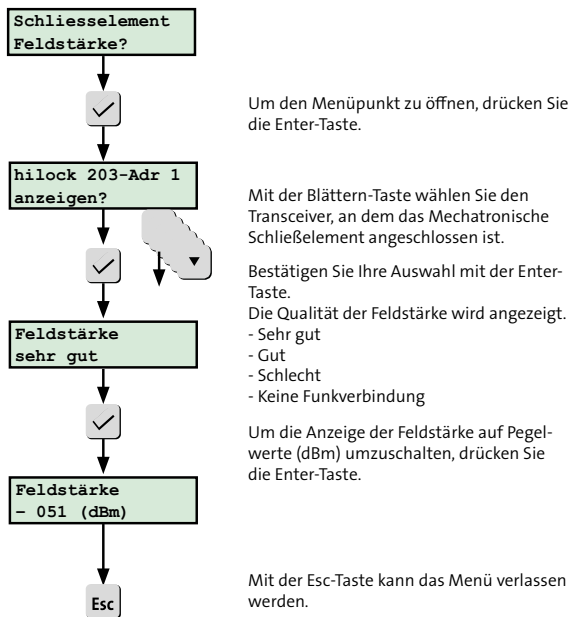 Schliesselement
Feldstärke?
Um den Menüpunkt zu öffnen, drücken Sie
die Enter-Taste.
hilock 203-Adr 1
anzeigen?
Mit der Blättern-Taste wählen Sie den
Transceiver, an dem das Mechatronische
Schließelement angeschlossen ist.
Bestätigen Sie Ihre Auswahl mit der Enter-
Taste.
Die Qualität der Feldstärke wird angezeigt.
- Sehr gut
- Gut
- Schlecht
- Keine Funkverbindung
Feldstärke
sehr gut
Um die Anzeige der Feldstärke auf Pegel-
werte (dBm) umzuschalten, drücken Sie
die Enter-Taste.
Feldstärke
– 051 (dBm)
Mit der Esc-Taste kann das Menü verlassen
werden.
Esc